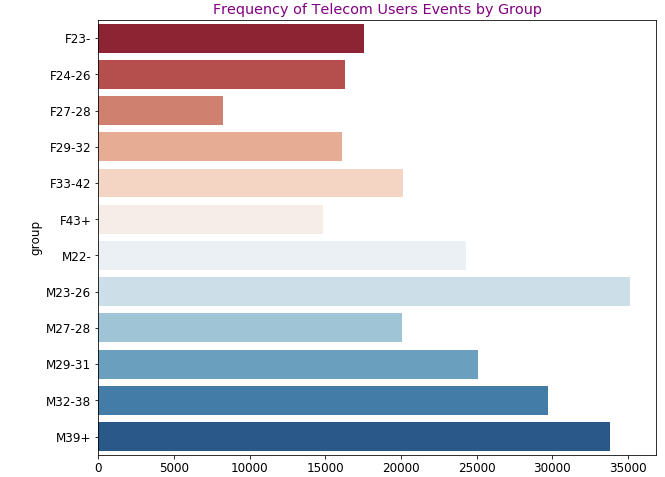 Frequency of Telecom Users Events by Group
group
F23-
F24-26
F27-28
F29-32
F33-42
F43+
M22-
M23-26
M27-28
M29-31
M32-38
M39+
0 5000 10000 15000 20000 25000 30000 35000